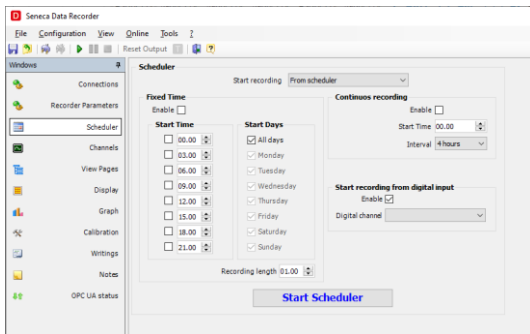 Seneca Data Recorder
File Configuration View Online Tools ?
Reset Output
Windows
Connections
Recorder Parameters
Scheduler
Channels
View Pages
Display
Graph
Calibration
Writings
Notes
OPC UA status
Scheduler
Start recording From scheduler
Fixed Time
Enable
Start Time
00.00
03.00
06.00
09.00
12.00
15.00
18.00
21.00
Start Days
All days
Monday
Tuesday
Wednesday
Thursday
Friday
Saturday
Sunday
Recording length 01.00
Continuos recording
Enable
Start Time 00.00
Interval 4 hours
Start recording from digital input
Enable
Digital channel
Start Scheduler